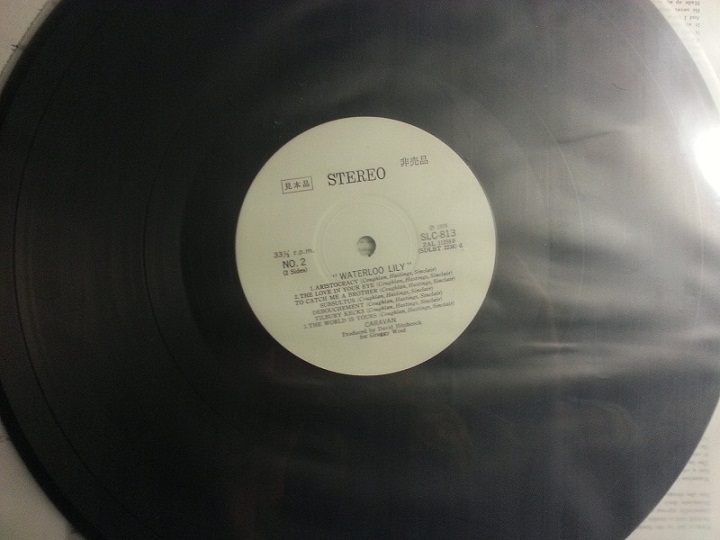 見本品
STEREO
非売品
33⅓ r.p.m.
NO. 2
(2 Sides)
SLC-813
"WATERLOO LILY"
1. ARISTOCRACY (Coughlan, Hastings, Sinclair)
2. THE LOVE IN YOUR EYE (Coughlan, Hastings, Sinclair)
TO CATCH ME A BROTHER (Coughlan, Hastings, Sinclair)
SUBSULTUS (Coughlan, Hastings, Sinclair)
DEBOUCHEMENT (Coughlan, Hastings, Sinclair)
TILBURY KECKS (Coughlan, Hastings, Sinclair)
3. THE WORLD IS YOURS (Coughlan, Hastings, Sinclair)
CARAVAN
Produced by David Hitchcock
for Gruggy Woof